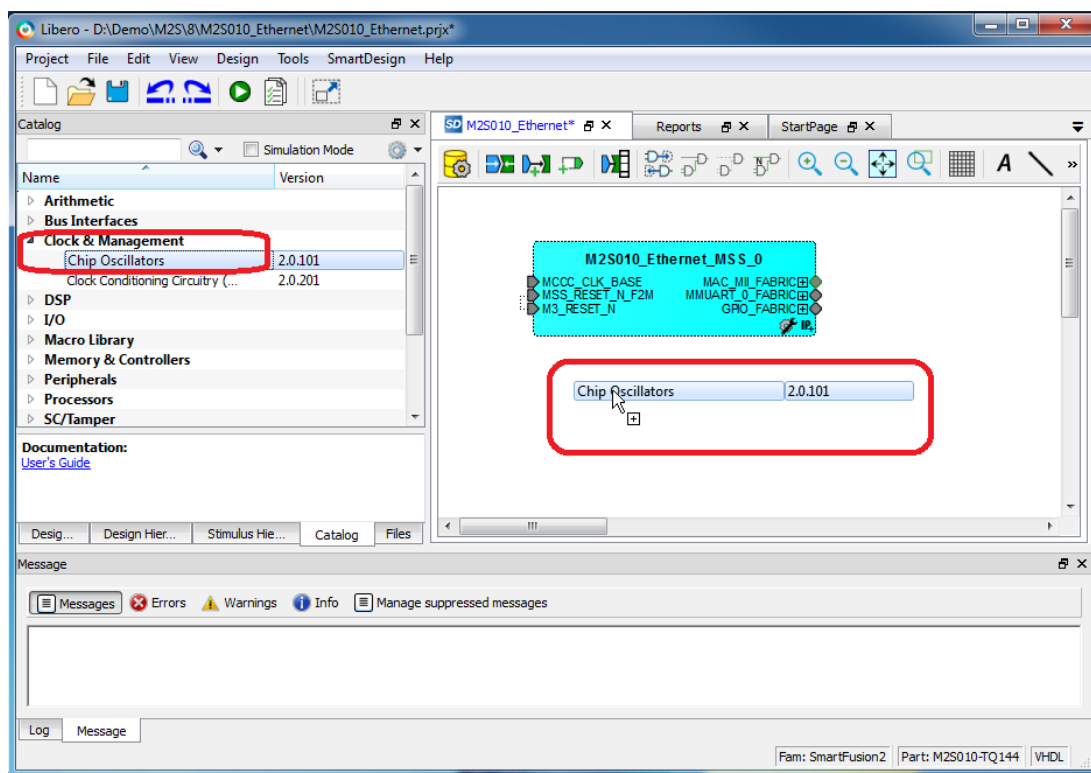 Libero - D:\Demo\M2S\8\M2S010_Ethernet\M2S010_Ethernet.prjx*
Project File Edit View Design Tools SmartDesign Help
Catalog
Simulation Mode
Name Version
Arithmetic
Bus Interfaces
Clock & Management
Chip Oscillators 2.0.101
Clock Conditioning Circuitry (... 2.0.201
DSP
I/O
Macro Library
Memory & Controllers
Peripherals
Processors
SC/Tamper
Documentation:
User's Guide
Desig... Design Hier... Stimulus Hie... Catalog Files
SD M2S010_Ethernet* Reports StartPage
A »
M2S010_Ethernet_MSS_0
MCCC_CLK_BASE MAC_MII_FABRIC
MSS_RESET_N_F2M MMUART_0_FABRIC
M3_RESET_N GPIO_FABRIC
IP
Chip Oscillators 2.0.101
Message
Messages Errors Warnings Info Manage suppressed messages
Log Message
Fam: SmartFusion2 Part: M2S010-TQ144 VHDL